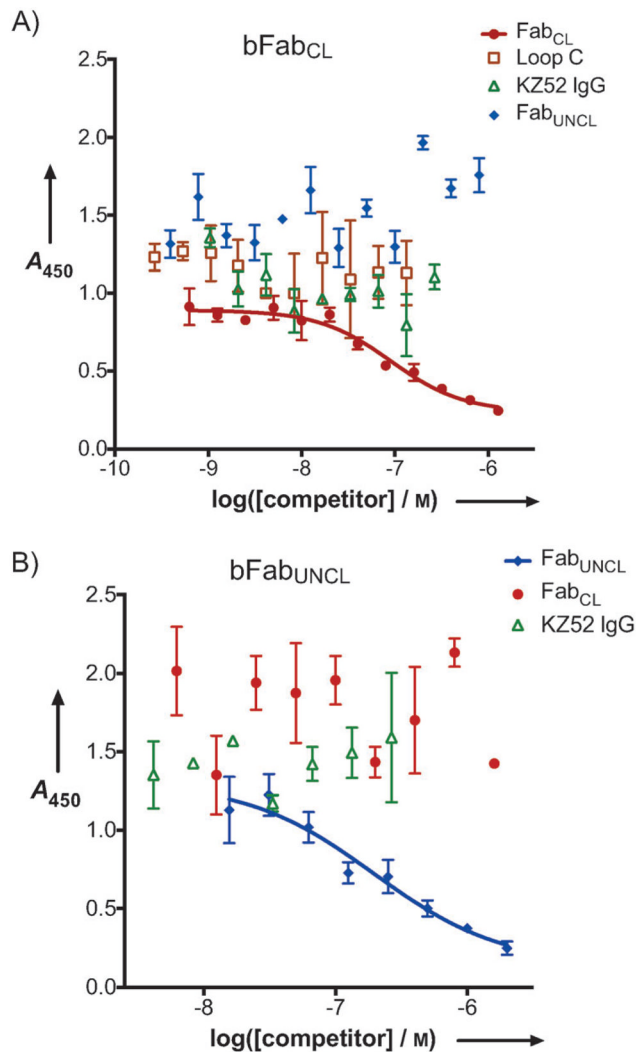 A)
bFabCL
FabCL
Loop C
KZ52 IgG
FabUNCL
2.5
2.0
1.5
1.0
0.5
0.0
A450
-10 -9 -8 -7 -6
log([competitor] / M)
B)
bFabUNCL
FabUNCL
FabCL
KZ52 IgG
2.5
2.0
1.5
1.0
0.5
0.0
A450
-8 -7 -6
log([competitor] / M)